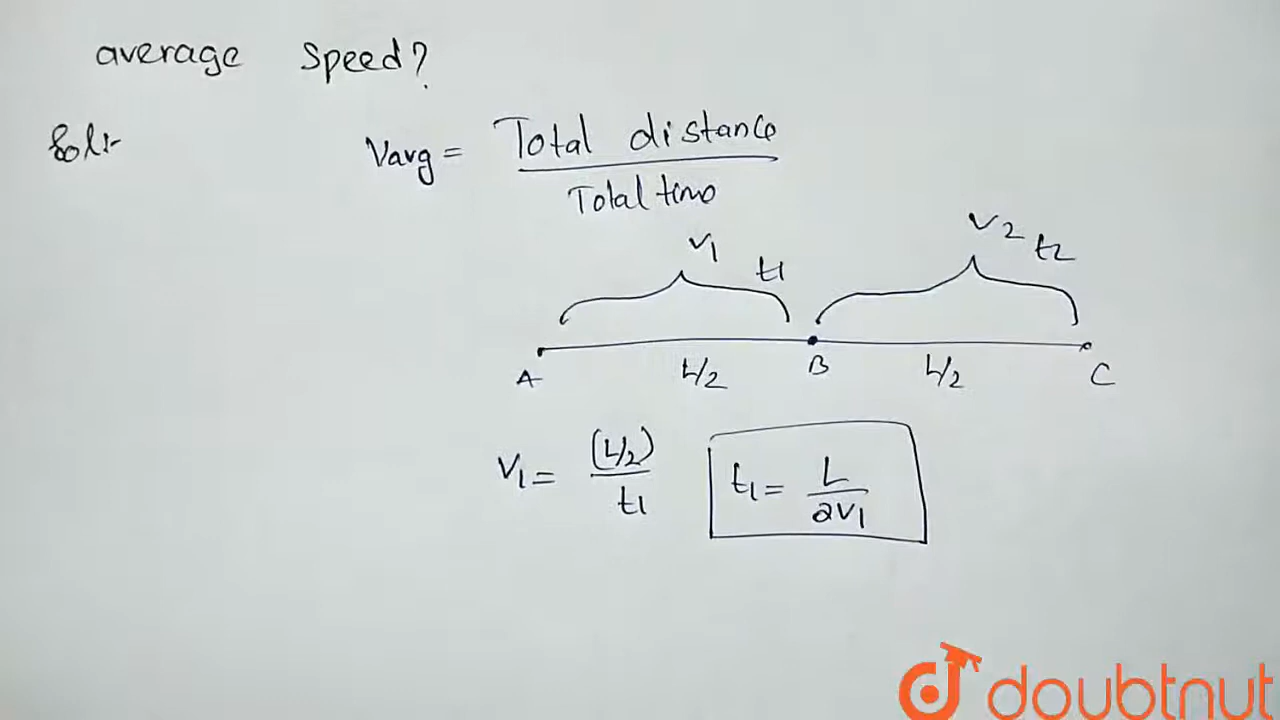 average speed?
Sol:-
Vavg = Total distance
Total time
V1 t1
V2 t2
A L/2 B L/2 C
V1 = (L/2)
t1
t1 = L
2V1
doubtnut